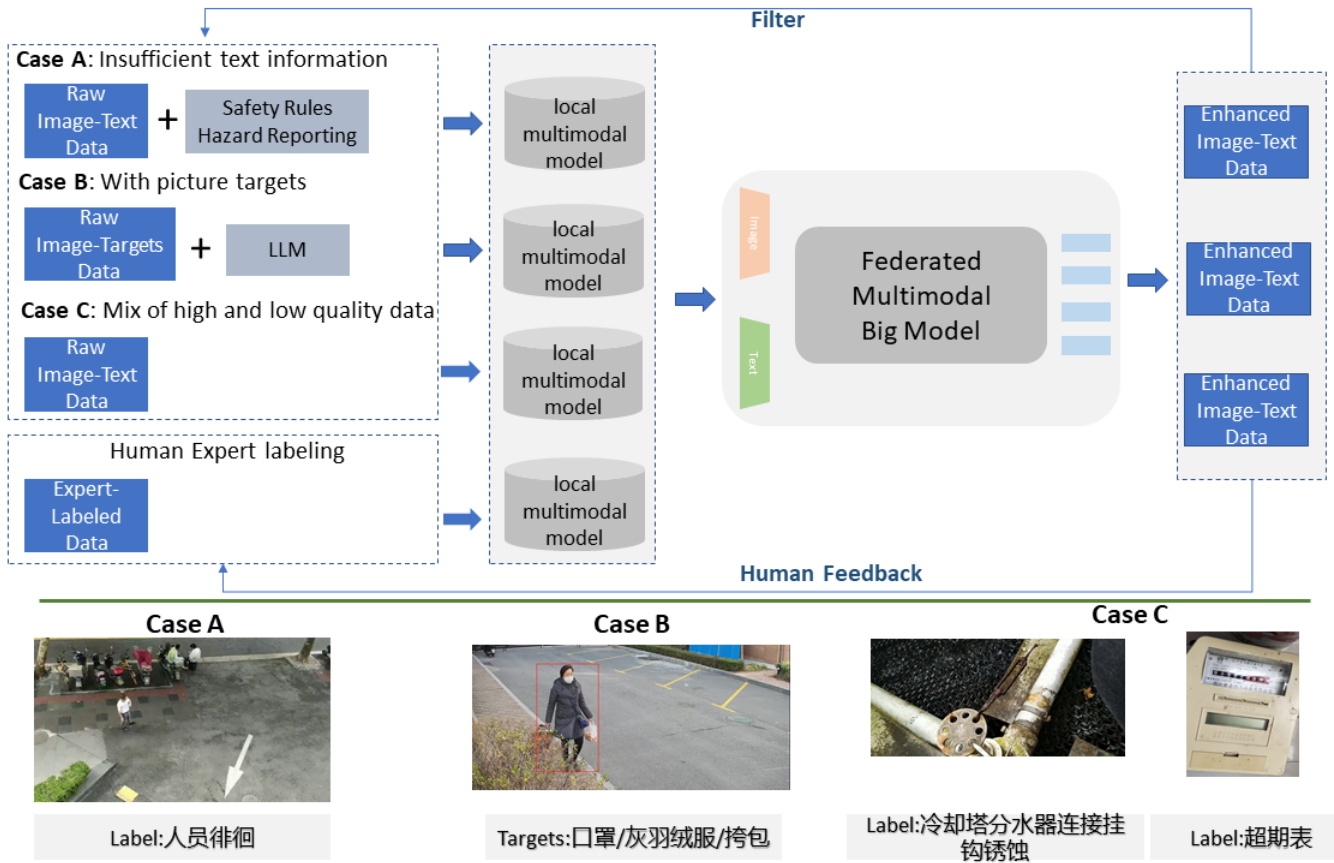 Filter
Case A: Insufficient text information
Raw
Image-Text
Data
+
Safety Rules
Hazard Reporting
local
multimodal
model
Case B: With picture targets
Raw
Image-Targets
Data
+
LLM
local
multimodal
model
Case C: Mix of high and low quality data
Raw
Image-Text
Data
local
multimodal
model
Human Expert labeling
Expert-
Labeled
Data
local
multimodal
model
Image
Text
Federated
Multimodal
Big Model
Enhanced
Image-Text
Data
Enhanced
Image-Text
Data
Enhanced
Image-Text
Data
Human Feedback
Case A
Label:人员徘徊
Case B
Targets:口罩/灰羽绒服/挎包
Case C
Label:冷却塔分水器连接挂
钩锈蚀
Label:超期表